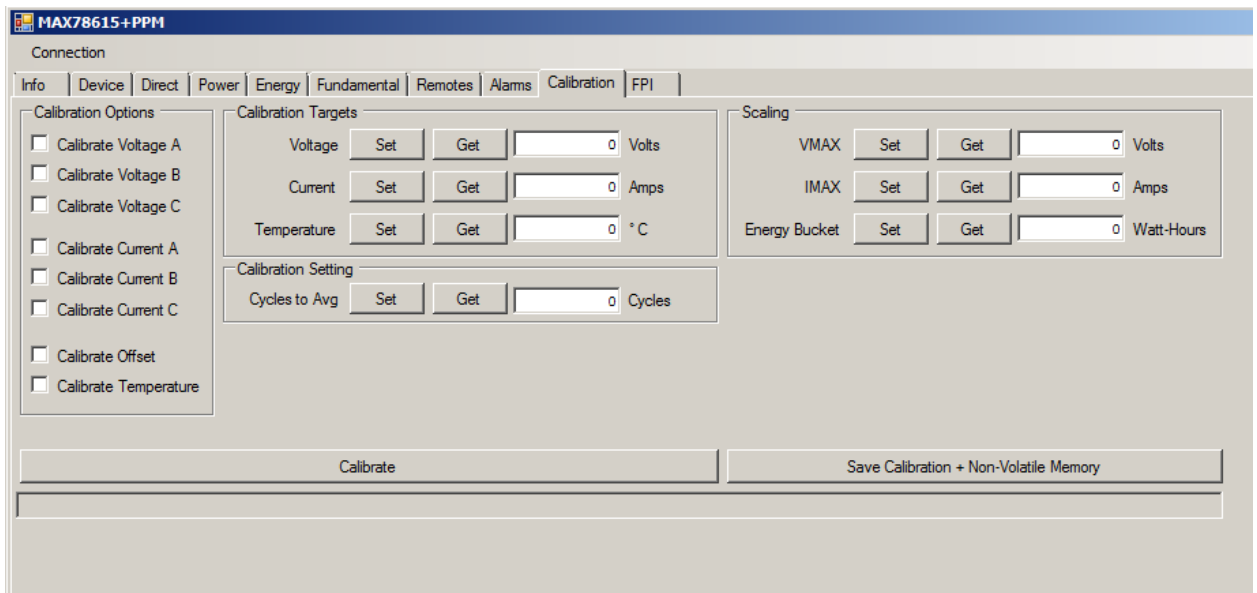 MAX78615+PPM
Connection
Info Device Direct Power Energy Fundamental Remotes Alarms Calibration FPI
Calibration Options
Calibrate Voltage A
Calibrate Voltage B
Calibrate Voltage C
Calibrate Current A
Calibrate Current B
Calibrate Current C
Calibrate Offset
Calibrate Temperature
Calibration Targets
Voltage Set Get 0 Volts
Current Set Get 0 Amps
Temperature Set Get 0 ° C
Calibration Setting
Cycles to Avg Set Get 0 Cycles
Scaling
VMAX Set Get 0 Volts
IMAX Set Get 0 Amps
Energy Bucket Set Get 0 Watt-Hours
Calibrate
Save Calibration + Non-Volatile Memory